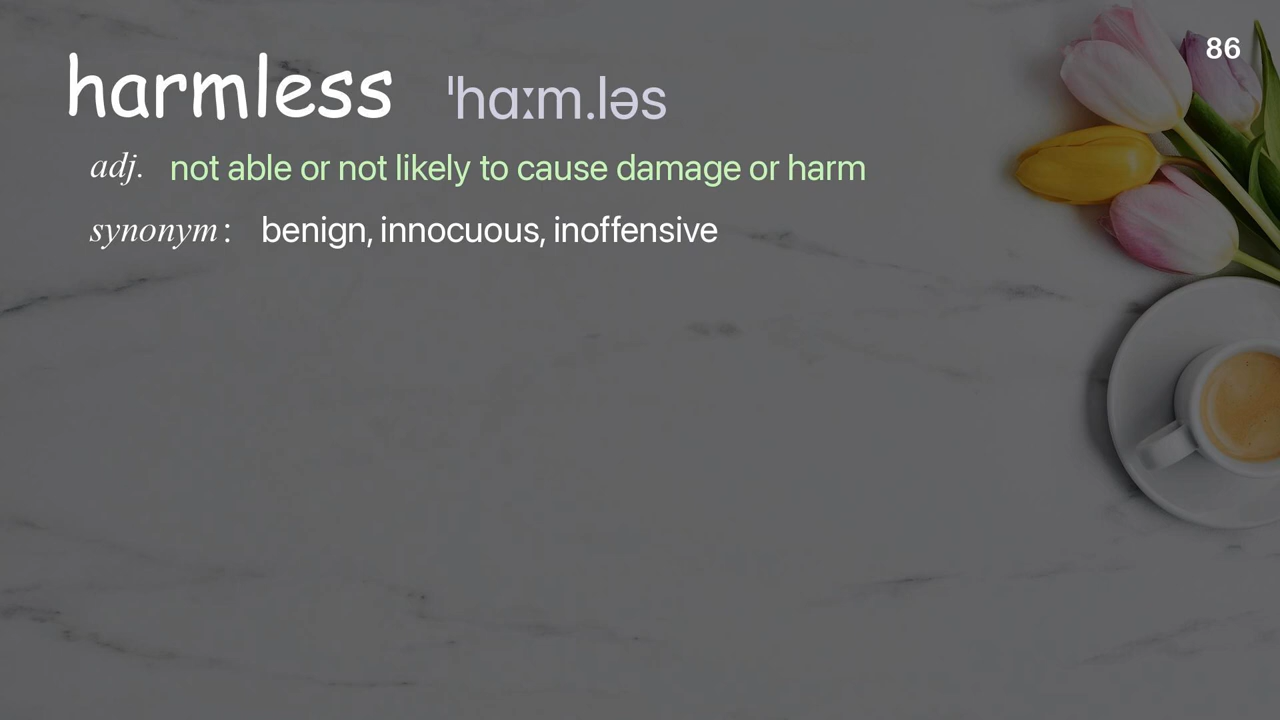 86
harmless ˈhɑːm.ləs
adj. not able or not likely to cause damage or harm
synonym: benign, innocuous, inoffensive